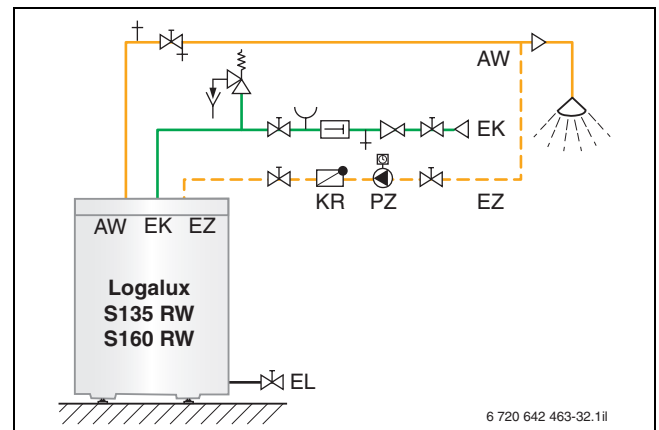 AW
EK
KR PZ EZ
AW EK EZ
Logalux
S135 RW
S160 RW
EL
6 720 642 463-32.1il